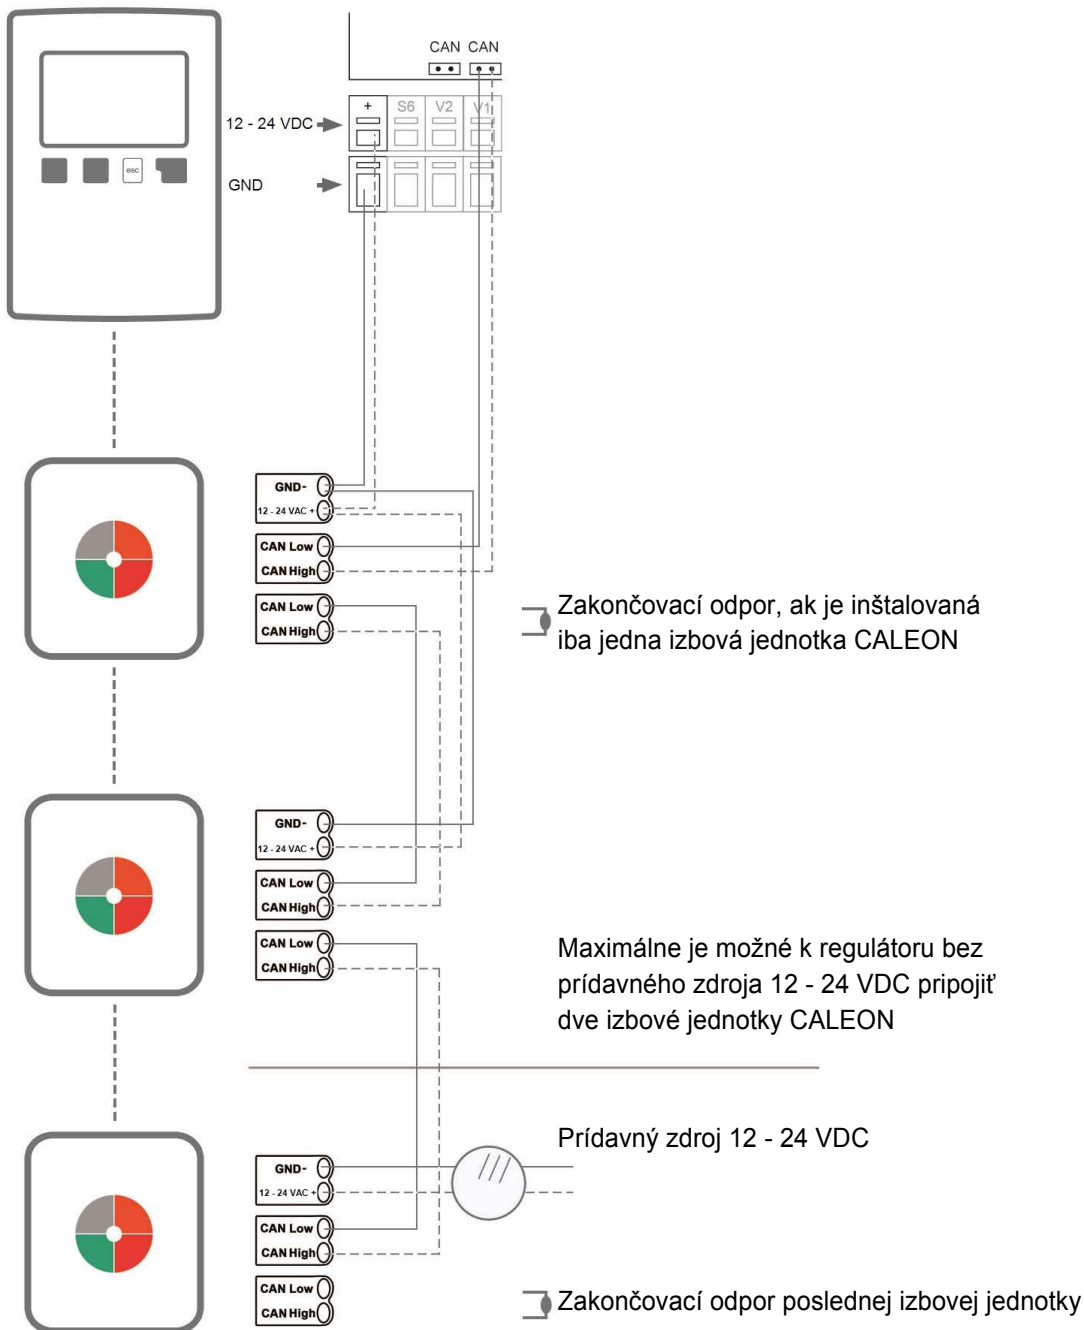 CAN CAN
+ S6 V2 V1
12 - 24 VDC
esc
GND
GND-
12 - 24 VAC +
CAN Low
CAN High
CAN Low
CAN High
Zakončovací odpor, ak je inštalovaná
iba jedna izbová jednotka CALEON
GND-
12 - 24 VAC +
CAN Low
CAN High
CAN Low
CAN High
Maximálne je možné k regulátoru bez
prídavného zdroja 12 - 24 VDC pripojiť
dve izbové jednotky CALEON
Prídavný zdroj 12 - 24 VDC
GND-
12 - 24 VAC +
CAN Low
CAN High
CAN Low
CAN High
Zakončovací odpor poslednej izbovej jednotky